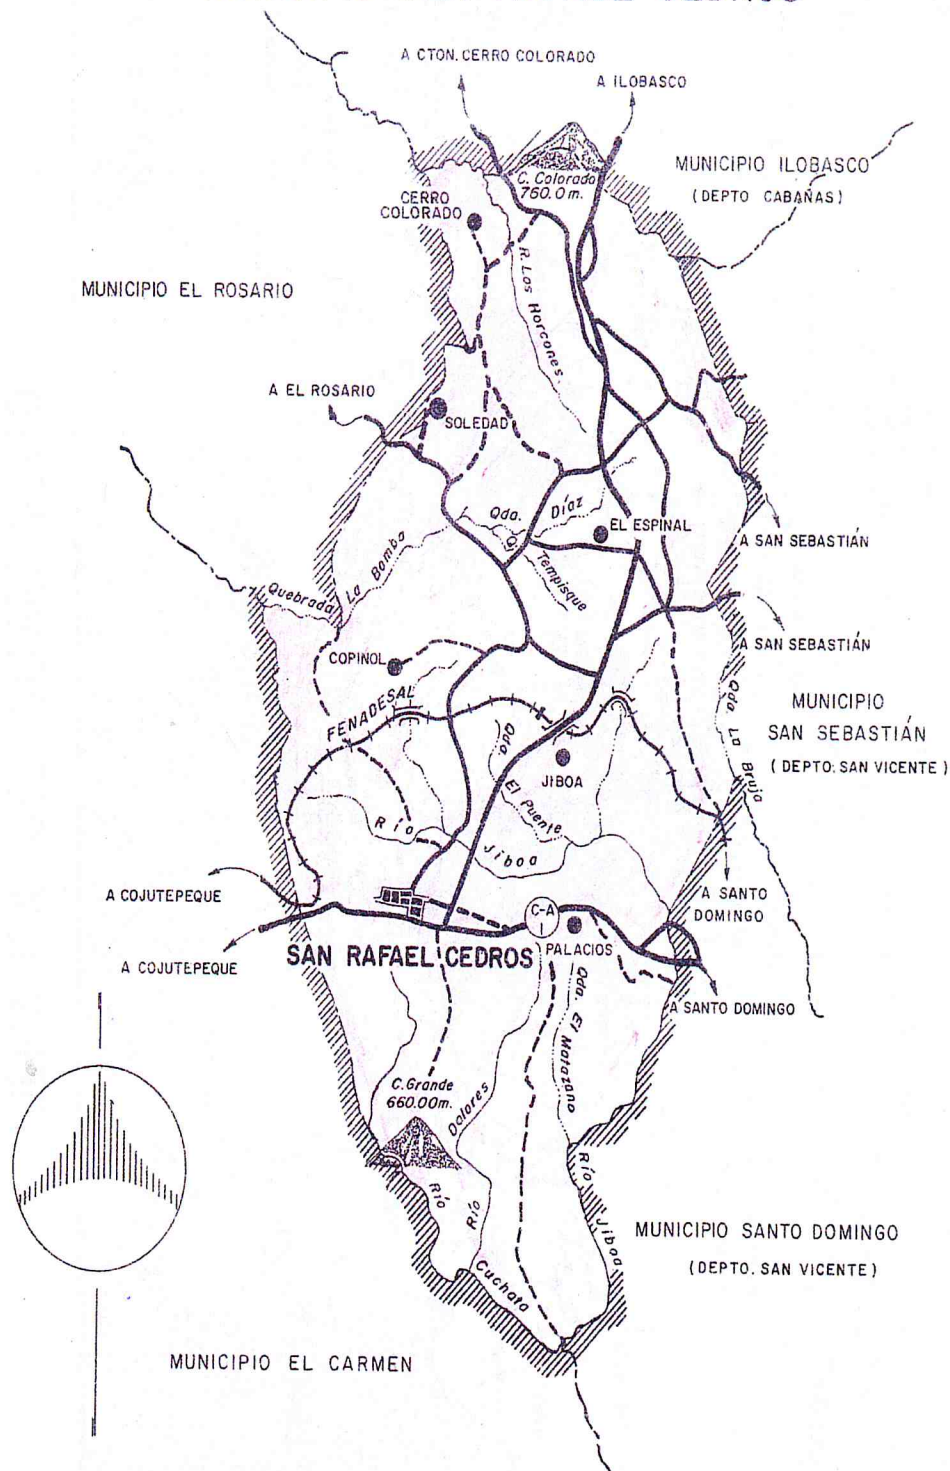 A CTON. CERRO COLORADO
A ILOBASCO
MUNICIPIO ILOBASCO
(DEPTO CABAÑAS)
C. Colorado
760.0 m.
CERRO
COLORADO
R. Los Horcones.
MUNICIPIO EL ROSARIO
A EL ROSARIO
SOLEDAD
Qda. Díaz
EL ESPINAL
A SAN SEBASTIÁN
Tempisque
Quebrada La Bomba
A SAN SEBASTIÁN
COPINOL
FENADESAL
Qda La Bruja
MUNICIPIO
SAN SEBASTIÁN
(DEPTO. SAN VICENTE)
Qda. El Puente
JIBOA
Río Jiboa
A COJUTEPEQUE
A SANTO
DOMINGO
C-A
1
PALACIOS
SAN RAFAEL CEDROS
A COJUTEPEQUE
A SANTO DOMINGO
Qda. El Matazano
C. Grande
660.00m.
Río Dolores
Río Cuchata
Río Jiboa
MUNICIPIO SANTO DOMINGO
(DEPTO. SAN VICENTE)
MUNICIPIO EL CARMEN